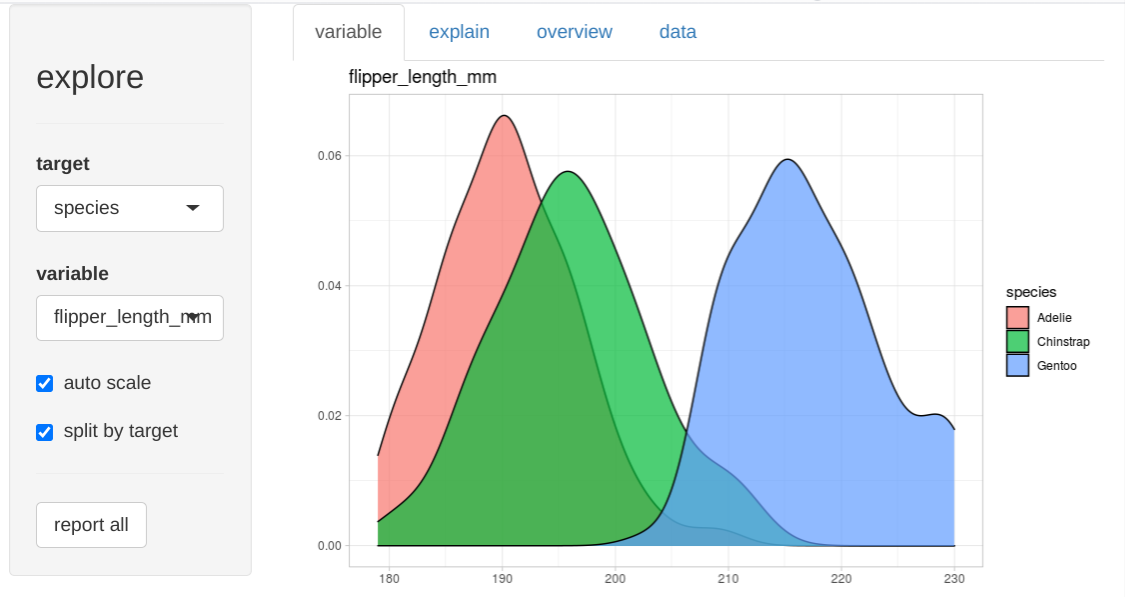 explore
target
species
variable
flipper_length_mm
auto scale
split by target
report all
variable explain overview data
flipper_length_mm
0.06
0.04
0.02
0.00
180 190 200 210 220 230
species
Adelie
Chinstrap
Gentoo